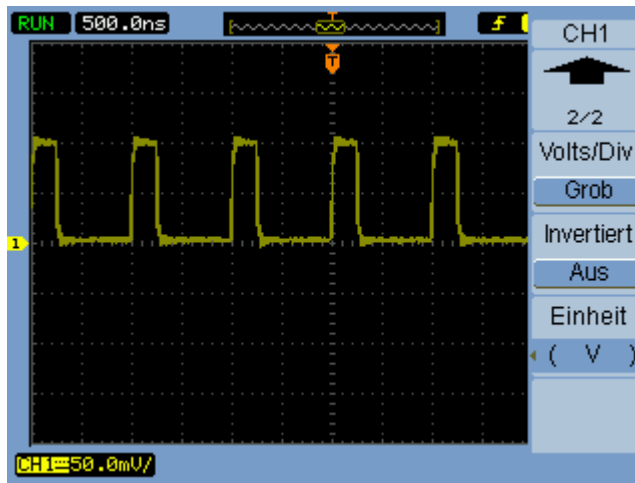 RUN 500.0ns
T
CH1
2/2
Volts/Div
Grob
Invertiert
Aus
Einheit
( V )
1
CH1 50.0mV/